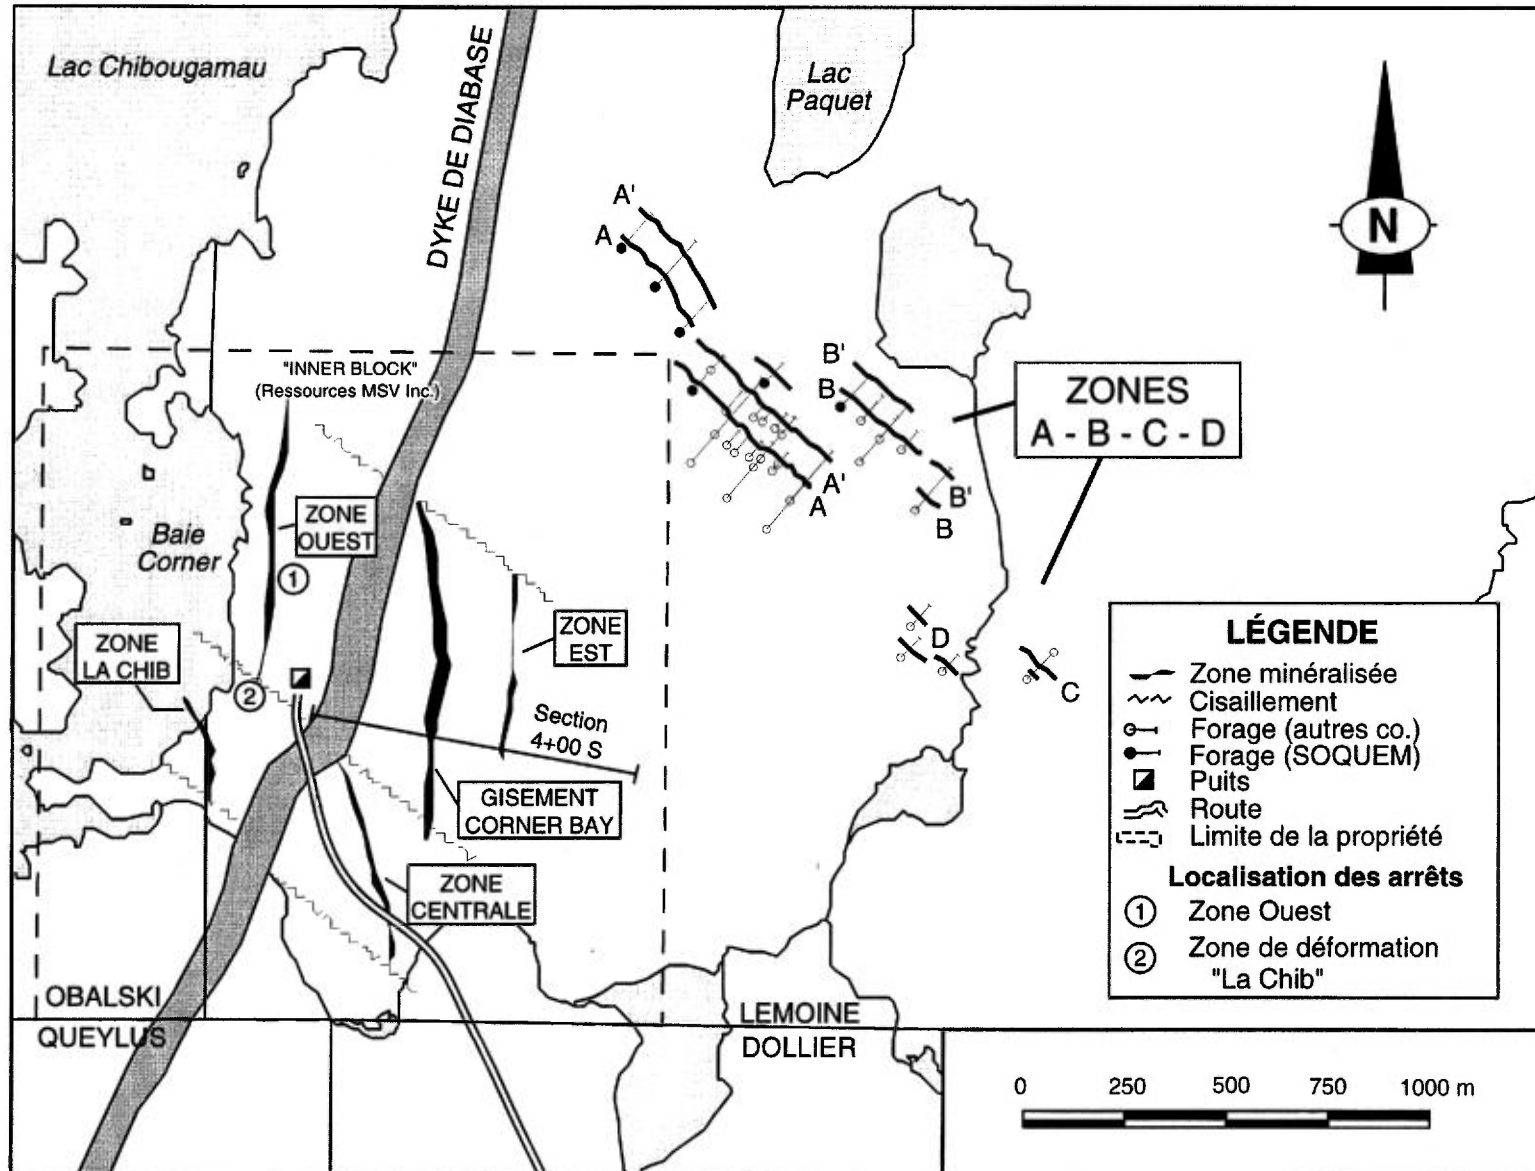 Lac Chibougamau
DYKE DE DIABASE
Lac
Paquet
N
A'
A
"INNER BLOCK"
(Ressources MSV Inc.)
B'
B
ZONES
A - B - C - D
A'
A
B'
B
ZONE
OUEST
Baie
Corner
1
ZONE
EST
ZONE
LA CHIB
2
D
C
Section
4+00 S
GISEMENT
CORNER BAY
ZONE
CENTRALE
OBALSKI
QUEYLUS
LEMOINE
DOLLIER
LÉGENDE
Zone minéralisée
Cisaillement
Forage (autres co.)
Forage (SOQUEM)
Puits
Route
Limite de la propriété
Localisation des arrêts
1 Zone Ouest
2 Zone de déformation
"La Chib"
0 250 500 750 1000 m